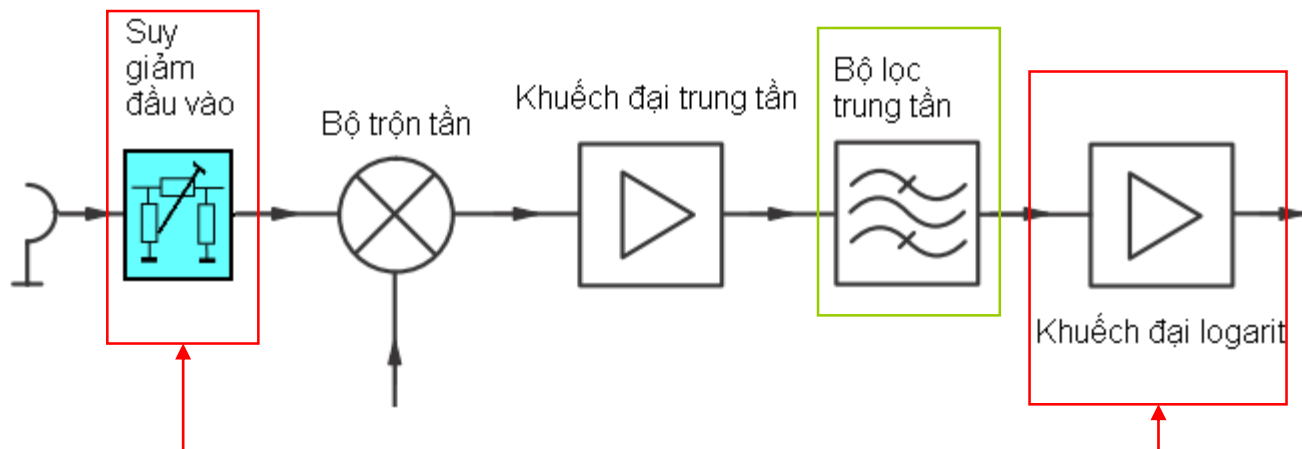 Suy
giảm
đầu vào
Bộ trộn tần
Khuếch đại trung tần
Bộ lọc
trung tần
Khuếch đại logarit